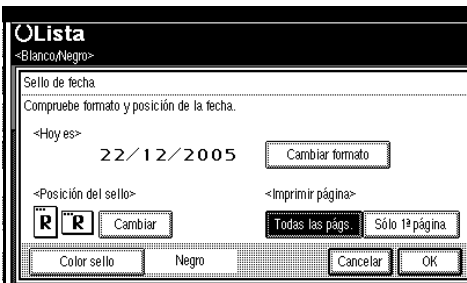 Lista
<Blanco/Negro>
Sello de fecha
Compruebe formato y posición de la fecha.
<Hoy es>
22/12/2005 Cambiar formato
<Posición del sello> <Imprimir página>
R R Cambiar Todas las págs. Sólo 1ª página
Color sello Negro Cancelar OK